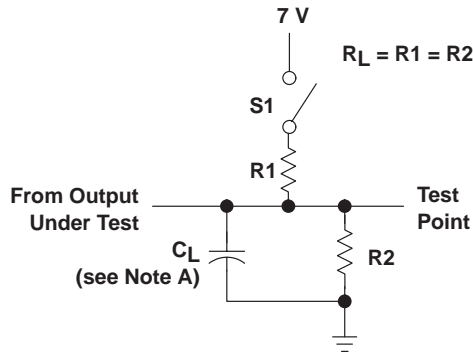 7 V
R_L = R1 = R2
S1
R1
From Output
Under Test
Test
Point
C_L
(see Note A)
R2